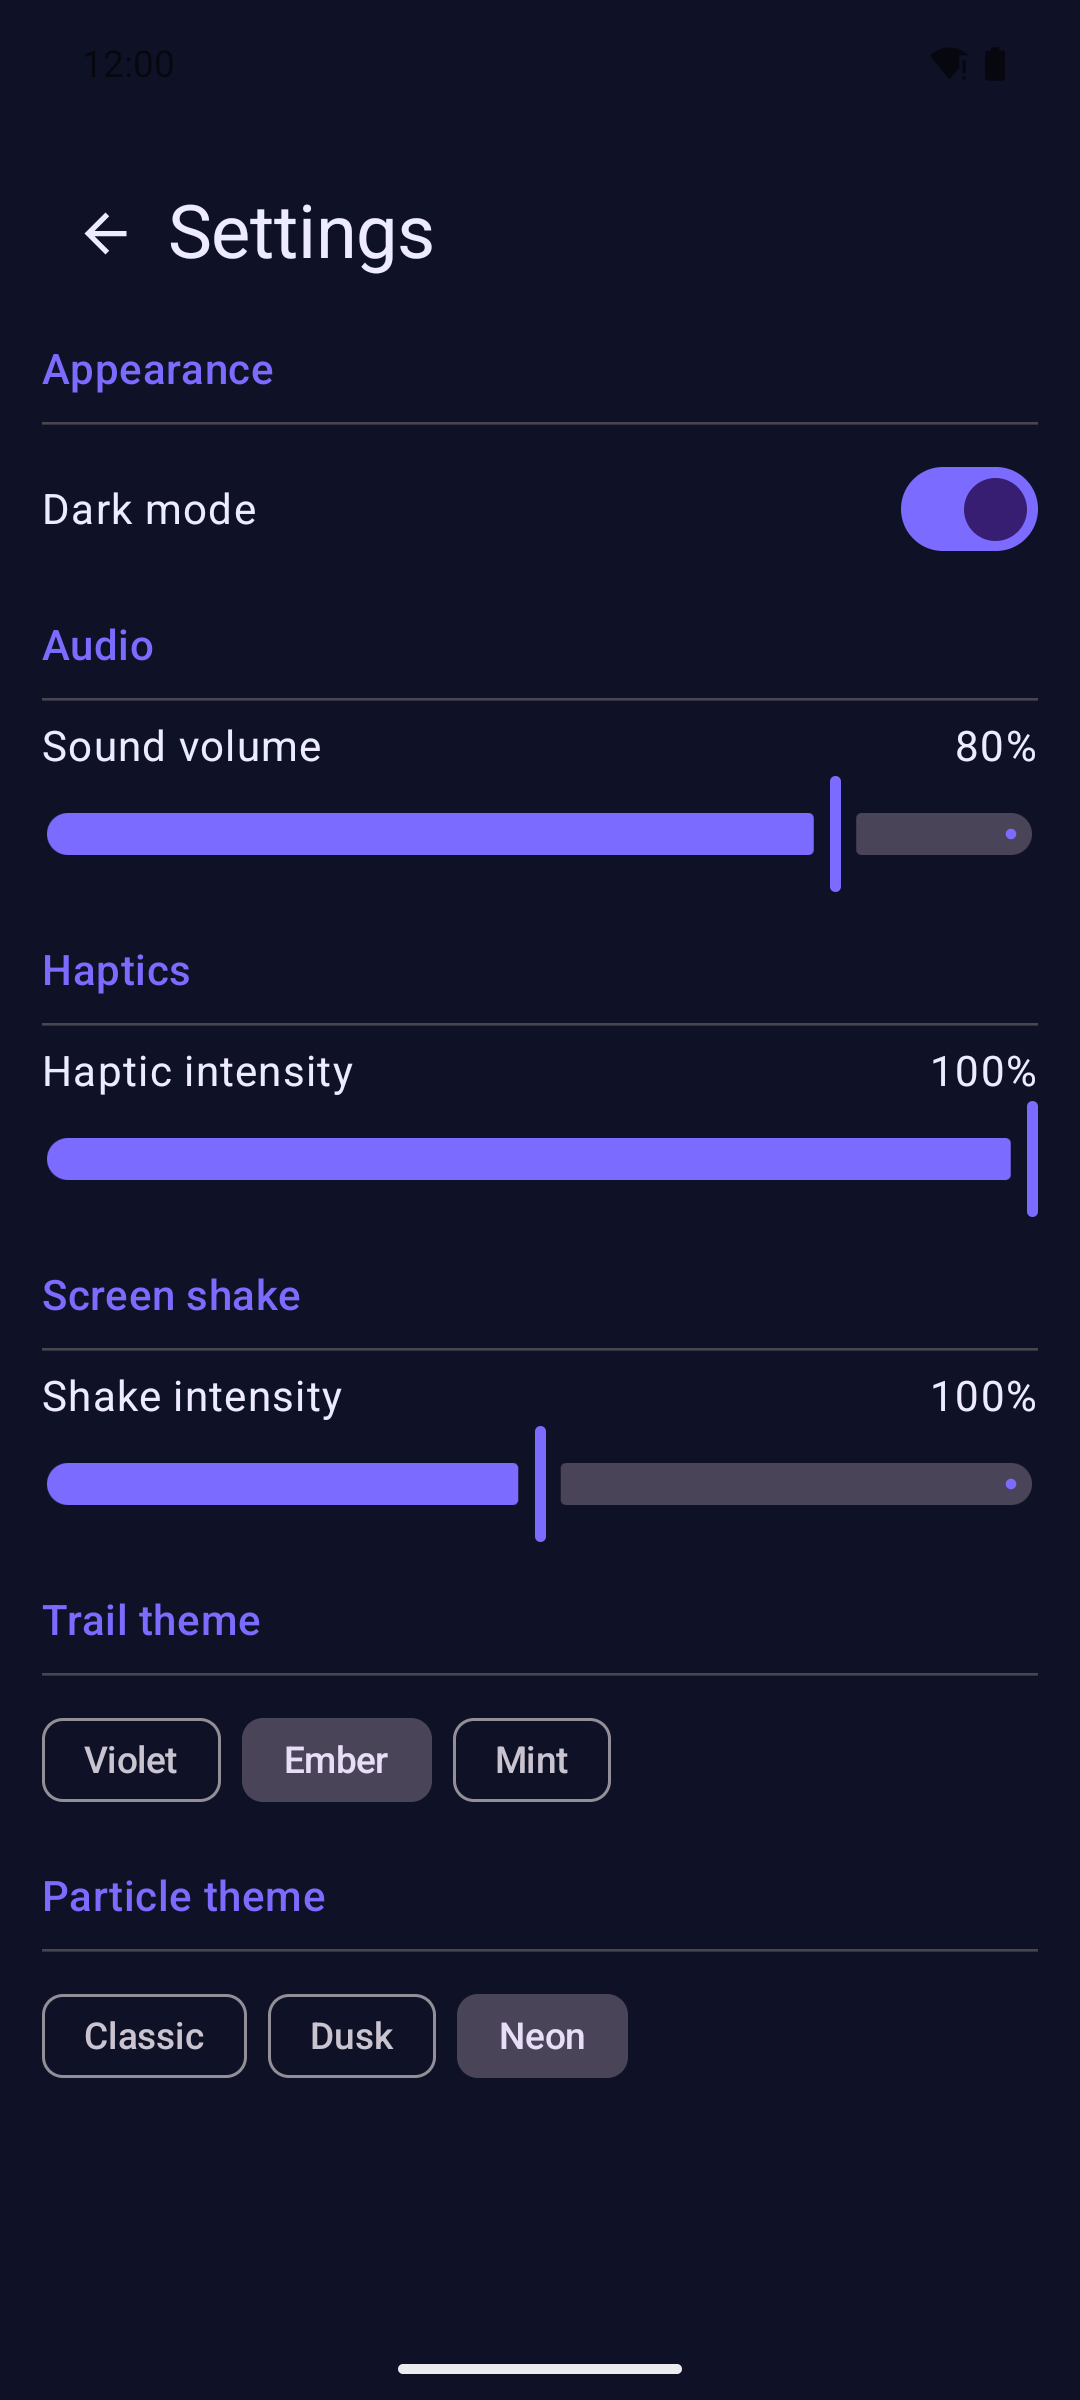 12:00
Settings
Appearance
Dark mode
Audio
Sound volume 80%
Haptics
Haptic intensity 100%
Screen shake
Shake intensity 100%
Trail theme
Violet Ember Mint
Particle theme
Classic Dusk Neon